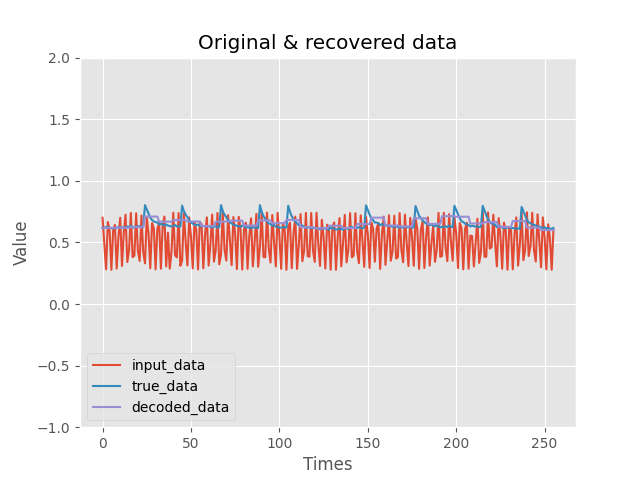 Original & recovered data
2.0
1.5
1.0
0.5
0.0
−0.5
−1.0
Value
input_data
true_data
decoded_data
0 50 100 150 200 250
Times